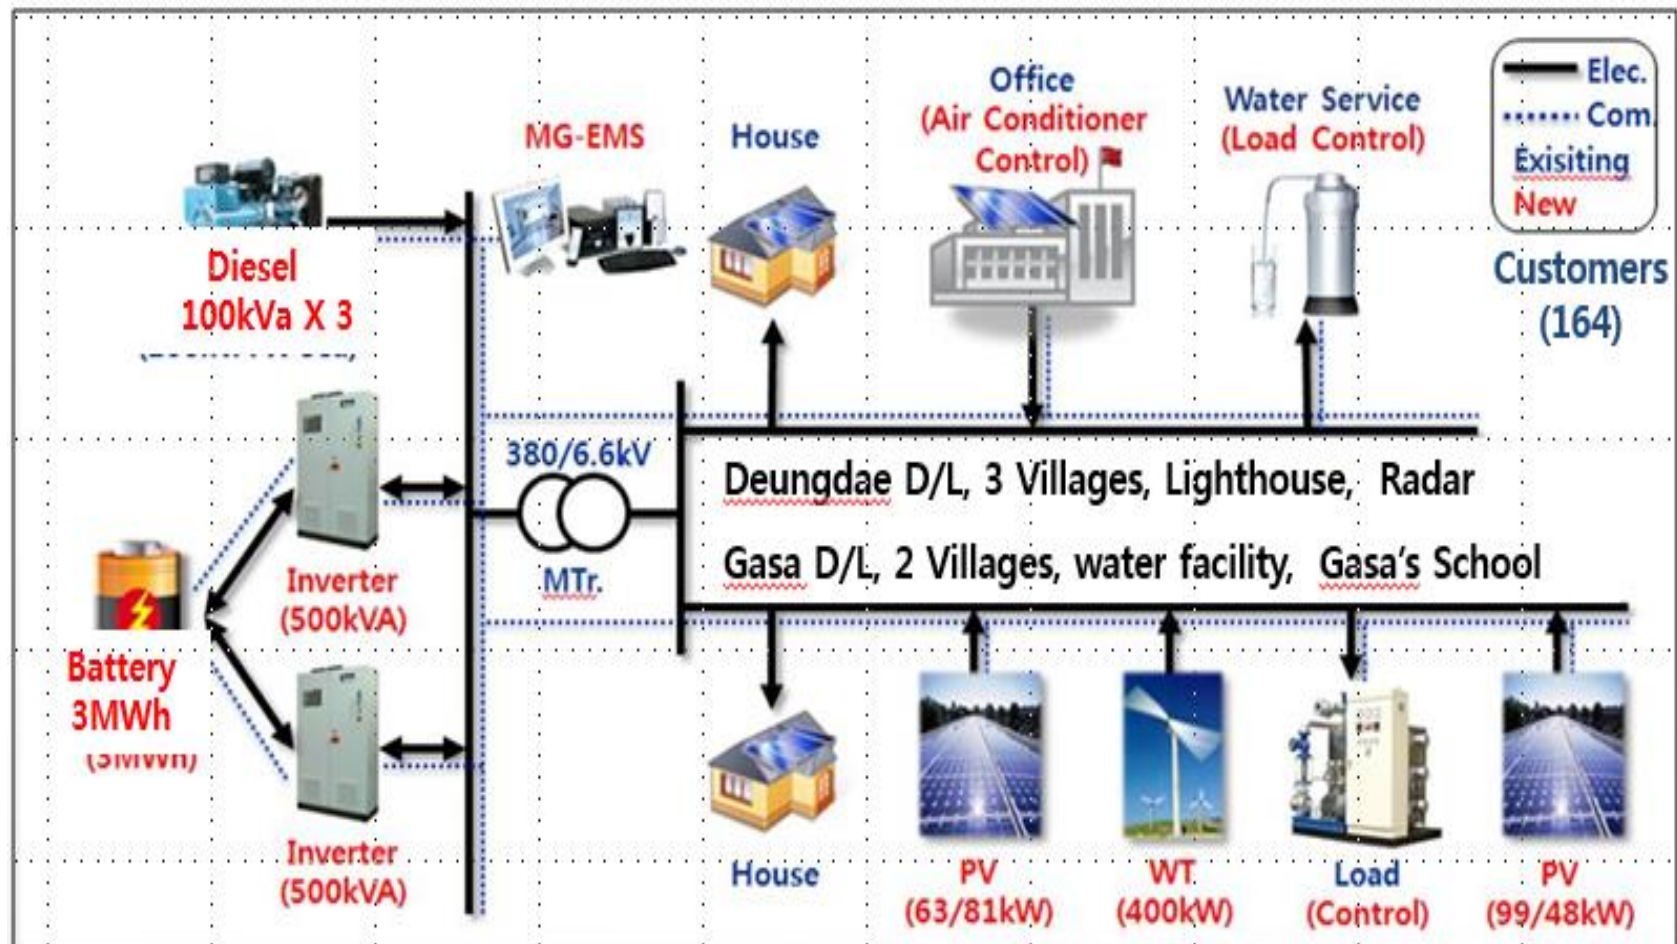 Office
(Air Conditioner
Control)
Water Service
(Load Control)
Elec.
Com.
Exisiting
New
MG-EMS
House
Diesel
100kVa X 3
Customers
(164)
380/6.6kV
MTr.
Deungdae D/L, 3 Villages, Lighthouse, Radar
Gasa D/L, 2 Villages, water facility, Gasa's School
Inverter
(500kVA)
Battery
3MWh
(3MWh)
Inverter
(500kVA)
House
PV
(63/81kW)
WT
(400kW)
Load
(Control)
PV
(99/48kW)